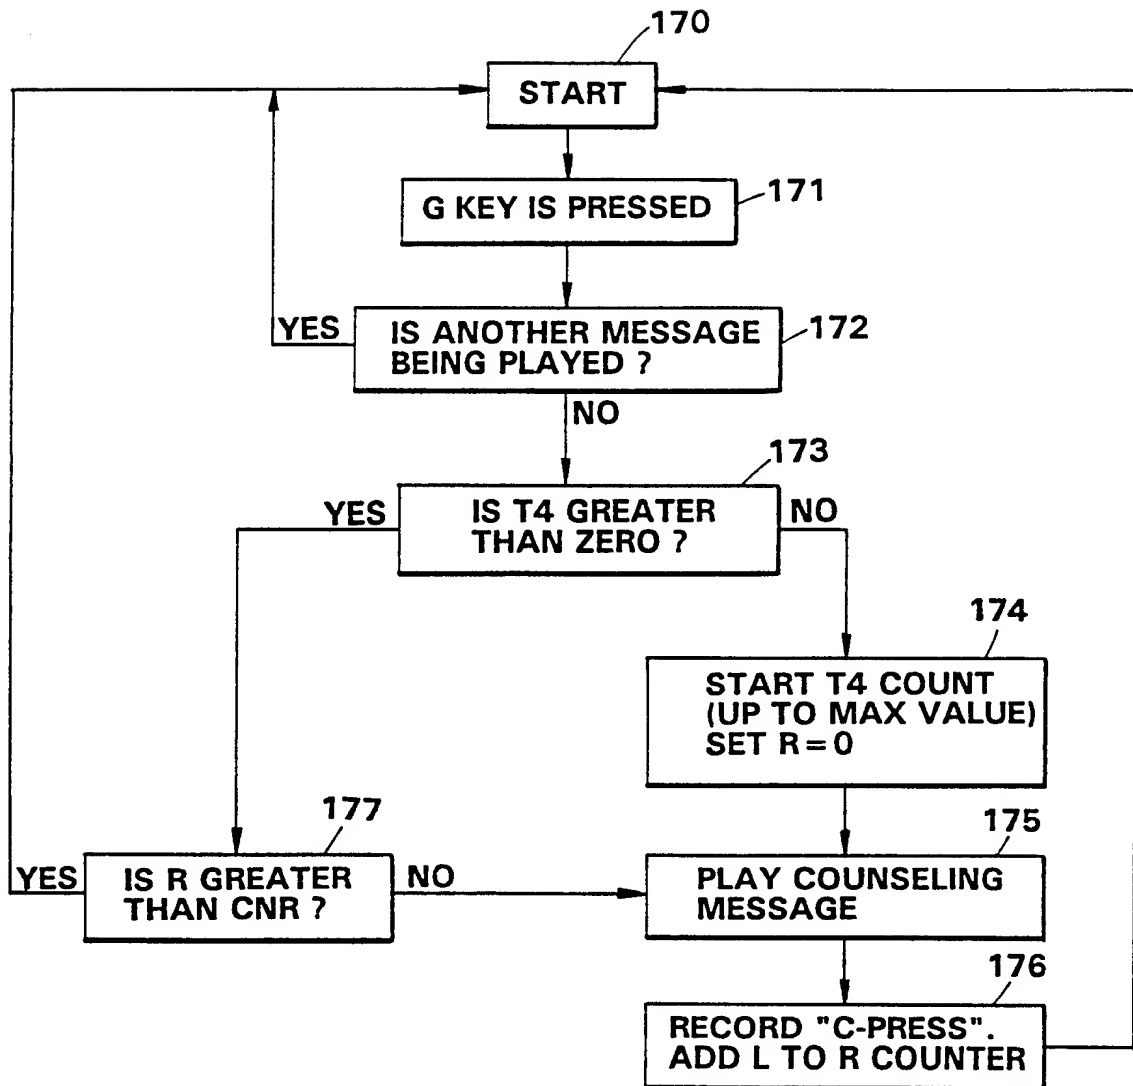 170
START
G KEY IS PRESSED
171
YES
IS ANOTHER MESSAGE
BEING PLAYED ?
172
NO
173
YES
IS T4 GREATER
THAN ZERO ?
NO
174
START T4 COUNT
(UP TO MAX VALUE)
SET R=0
177
175
YES
IS R GREATER
THAN CNR ?
NO
PLAY COUNSELING
MESSAGE
176
RECORD "C-PRESS".
ADD L TO R COUNTER